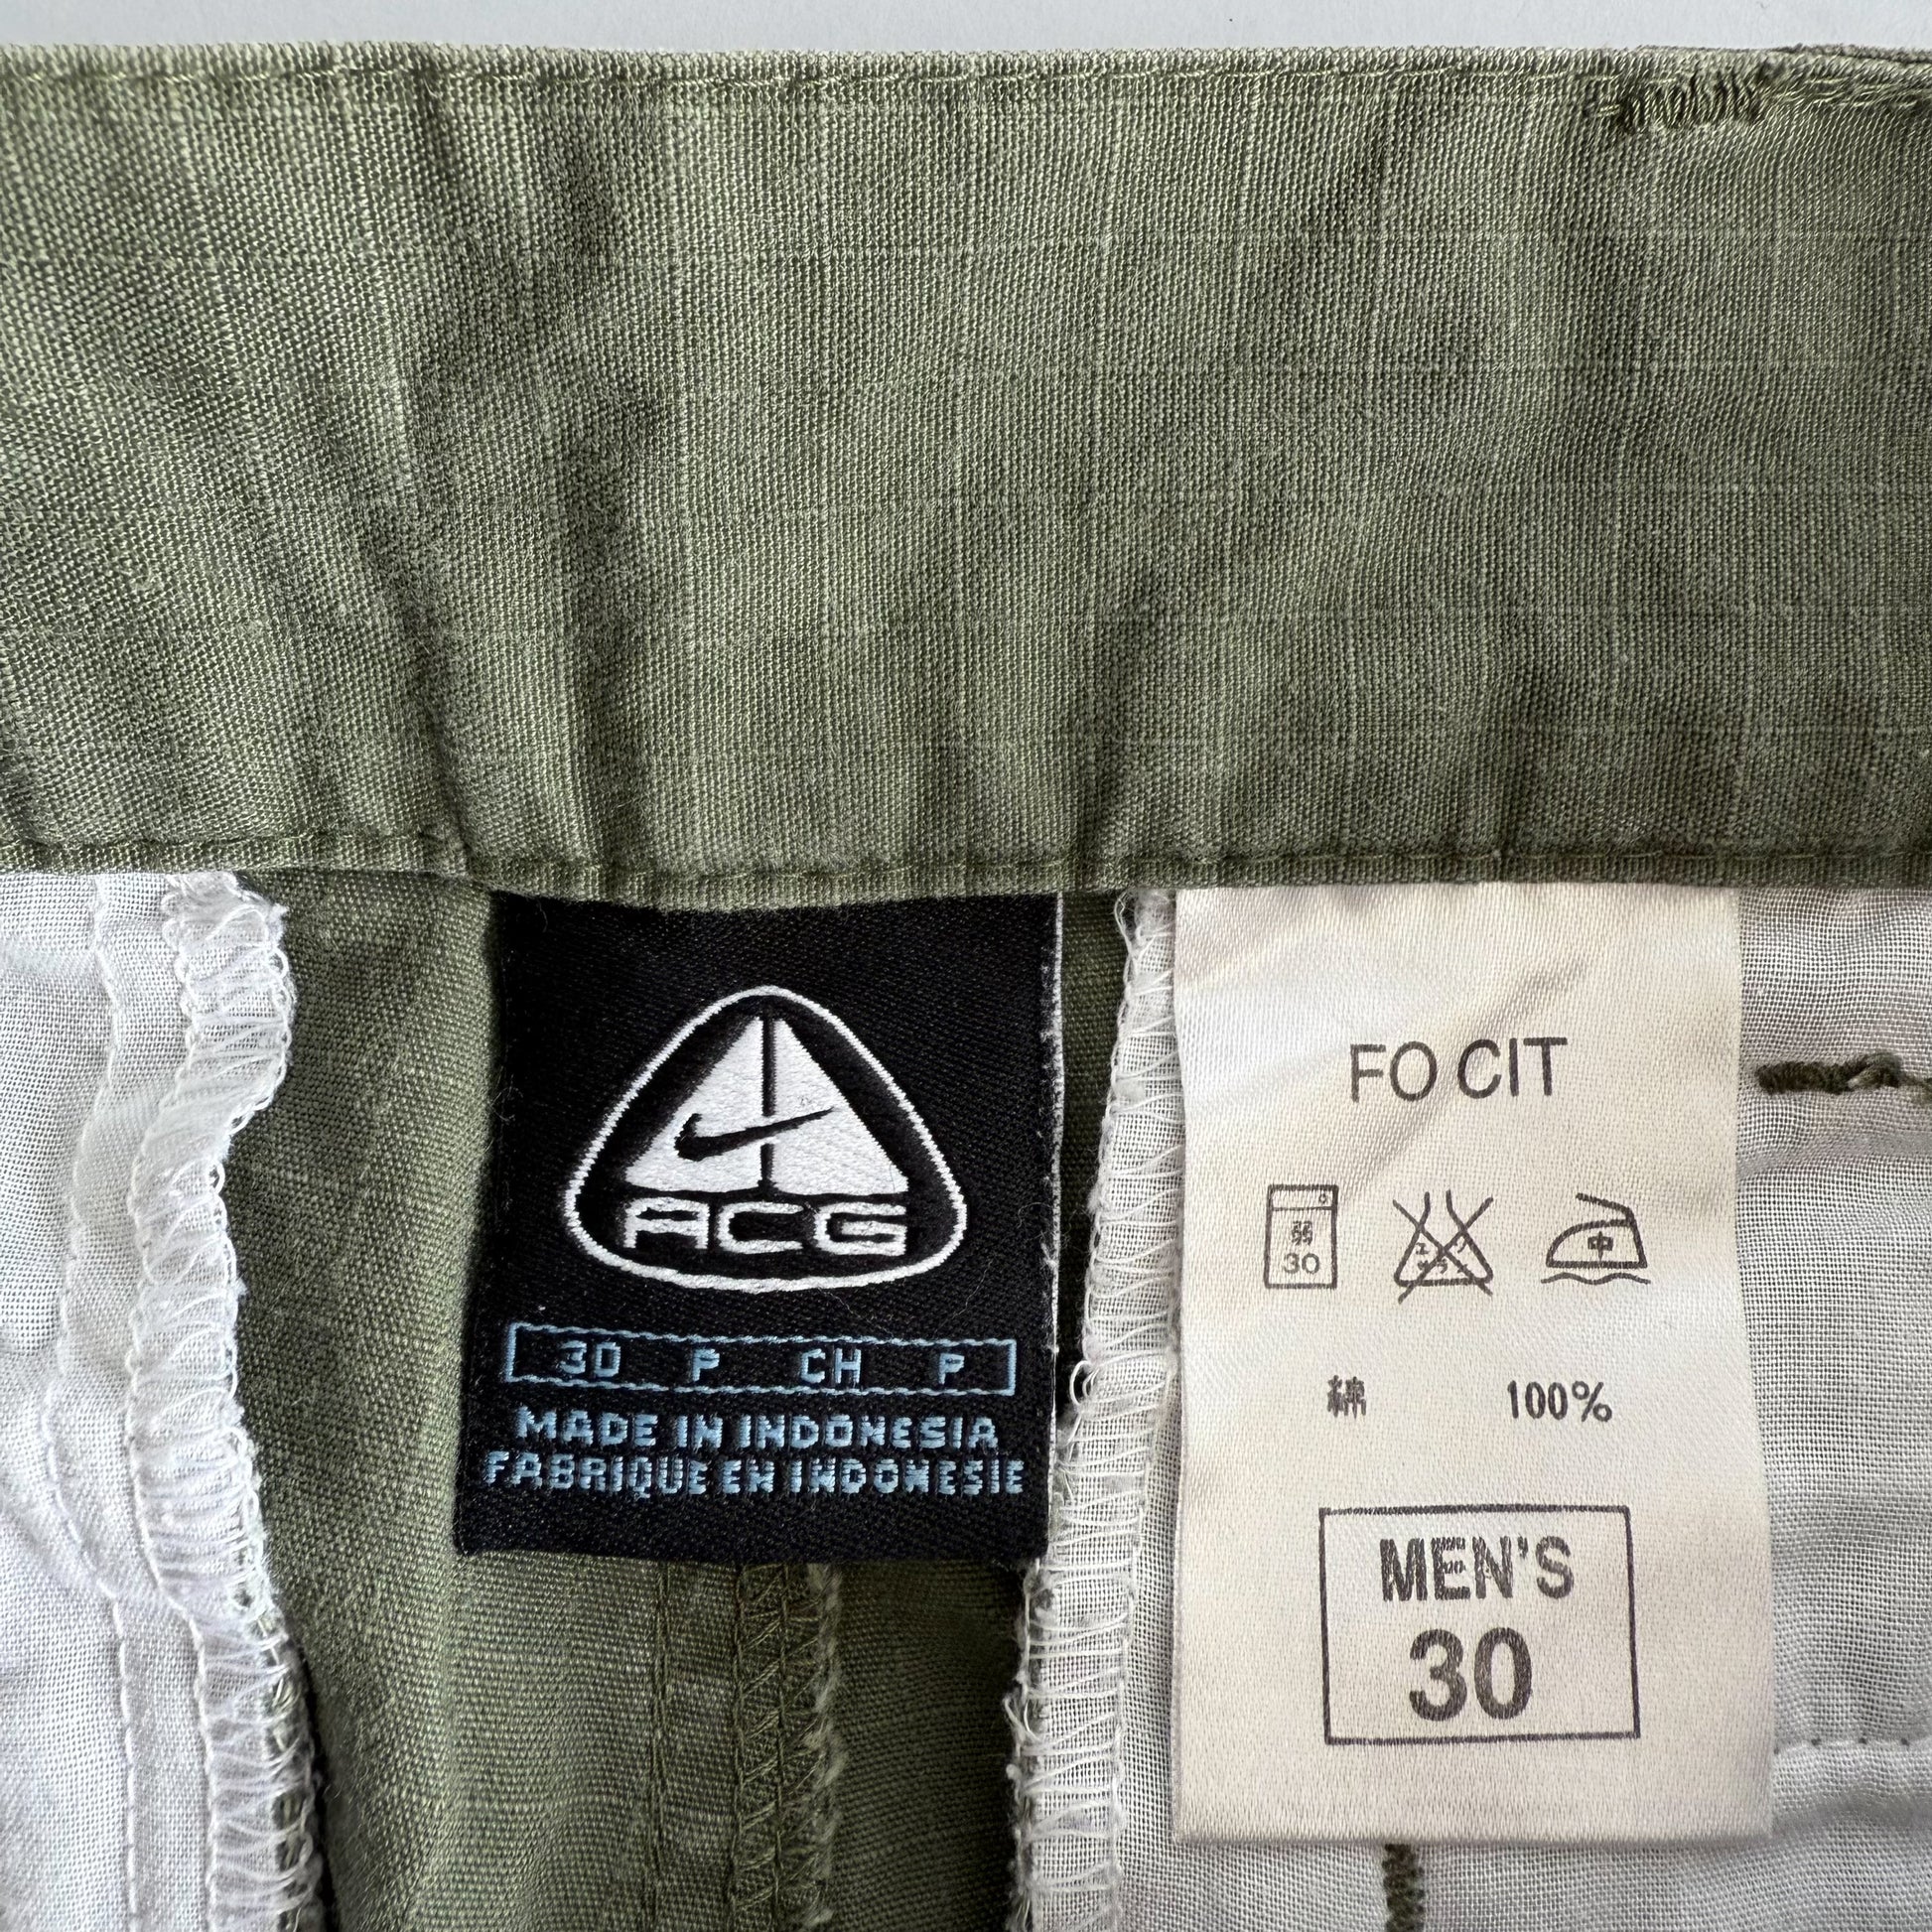 ACG
30 P CH P
MADE IN INDONESIA
FABRIQUE EN INDONESIE
FO CIT
弱
30
中
綿 100%
MEN'S
30